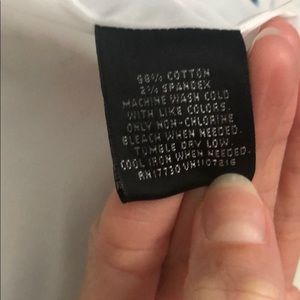 98% COTTON
2% SPANDEX
MACHINE WASH COLD
WITH LIKE COLORS.
ONLY NON-CHLORINE
BLEACH WHEN NEEDED.
TUMBLE DRY LOW.
COOL IRON WHEN NEEDED.